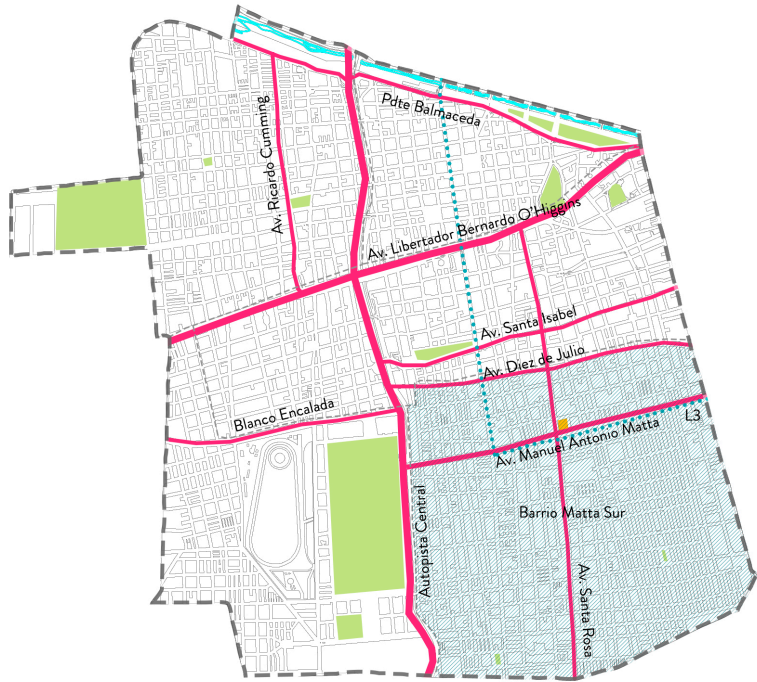 Pdte Balmaceda
Av. Ricardo Cumming
Av. Libertador Bernardo O'Higgins
Av. Santa Isabel
Av. Diez de Julio
Blanco Encalada
L3
Av. Manuel Antonio Matta
Autopista Central
Barrio Matta Sur
Av. Santa Rosa